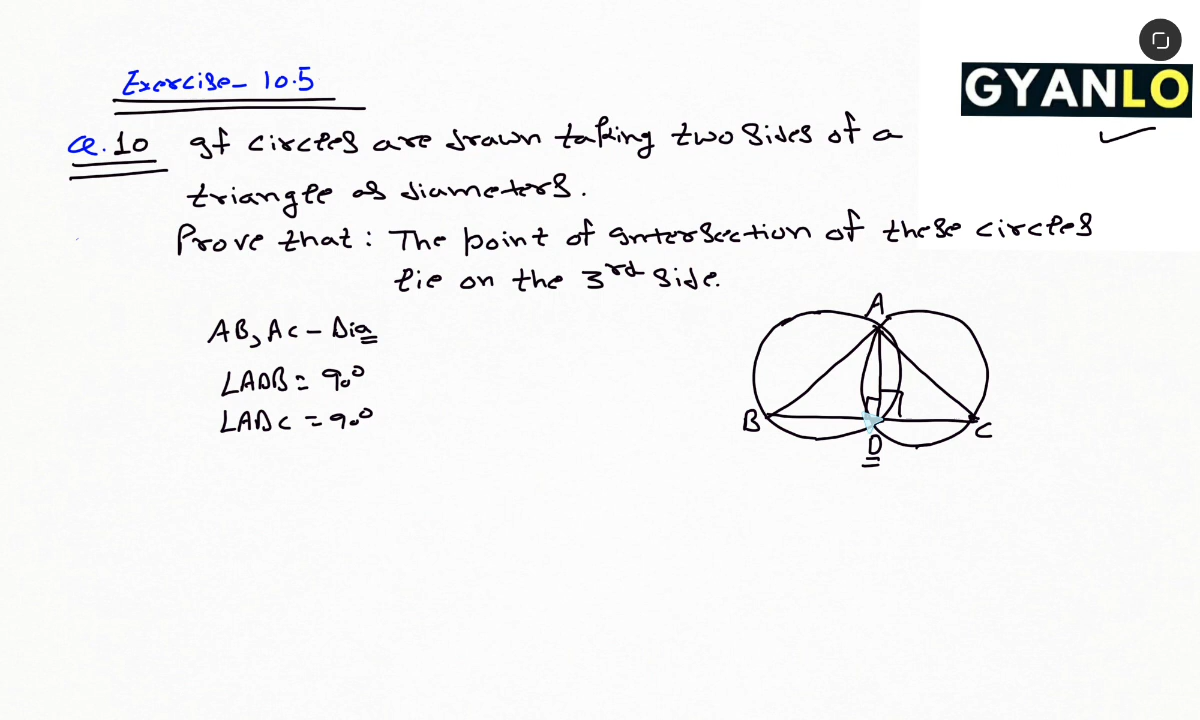 GYANLO
Exercise- 10.5
Q.10 If circles are drawn taking two sides of a
triangle as diameters.
Prove that : The point of intersection of these circles
lie on the 3rd side.
AB, AC - Dia
∠ADB = 90°
∠ADC = 90°
A
B
C
D